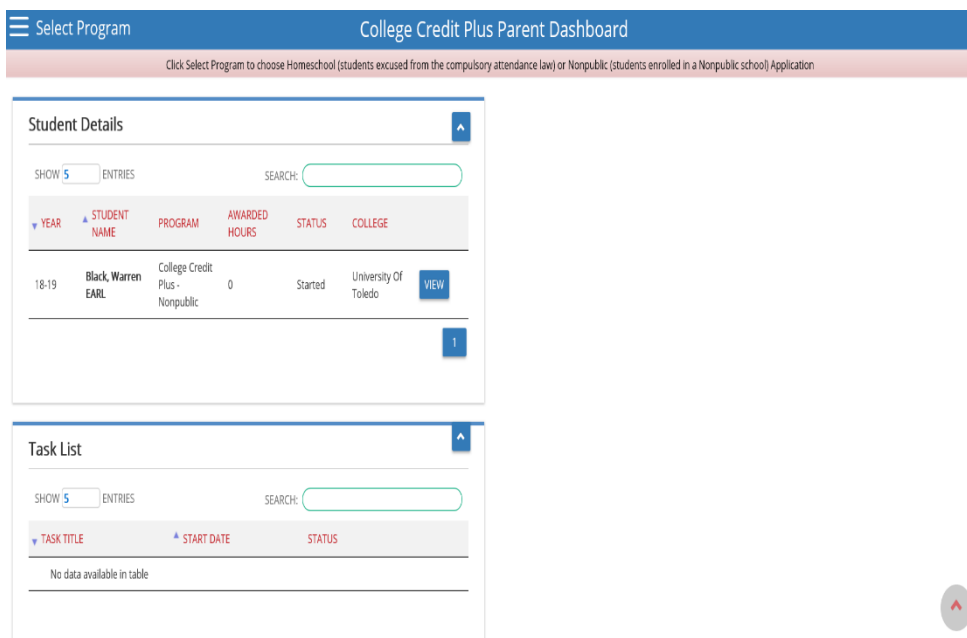 Select Program
College Credit Plus Parent Dashboard
Click Select Program to choose Homeschool (students excused from the compulsory attendance law) or Nonpublic (students enrolled in a Nonpublic school) Application
Student Details
SHOW 5 ENTRIES SEARCH:
YEAR STUDENT NAME PROGRAM AWARDED HOURS STATUS COLLEGE
18-19 Black, Warren EARL College Credit Plus - Nonpublic 0 Started University Of Toledo VIEW
1
Task List
SHOW 5 ENTRIES SEARCH:
TASK TITLE START DATE STATUS
No data available in table